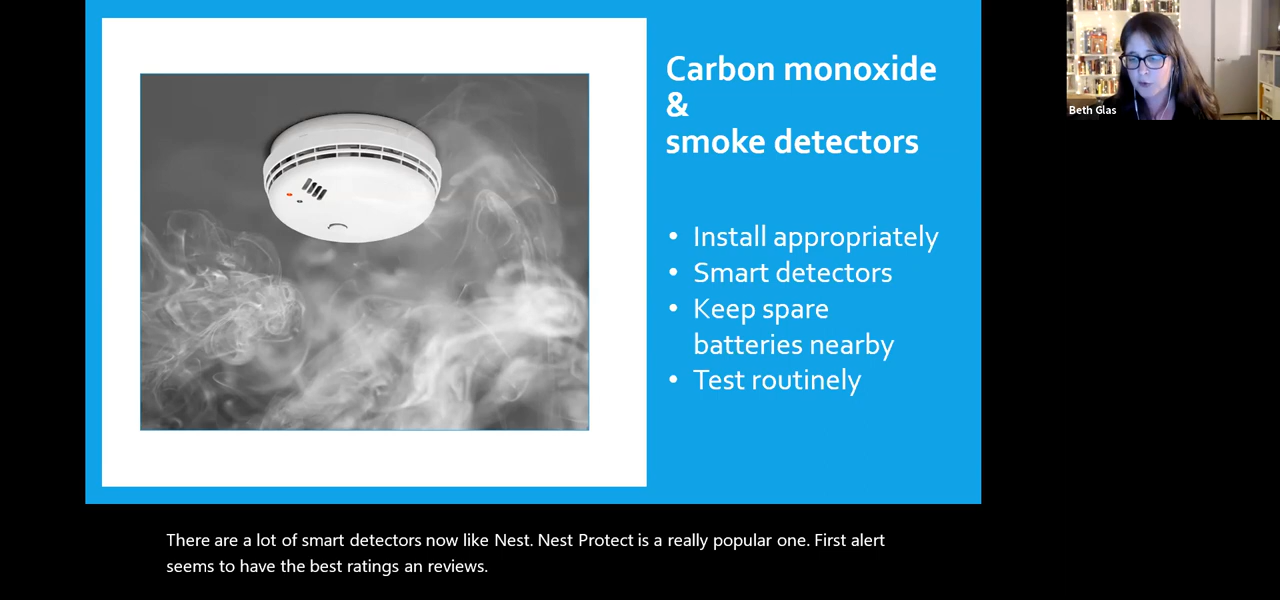 Carbon monoxide
&
smoke detectors
• Install appropriately
• Smart detectors
• Keep spare
batteries nearby
• Test routinely
Beth Glas
There are a lot of smart detectors now like Nest. Nest Protect is a really popular one. First alert
seems to have the best ratings an reviews.